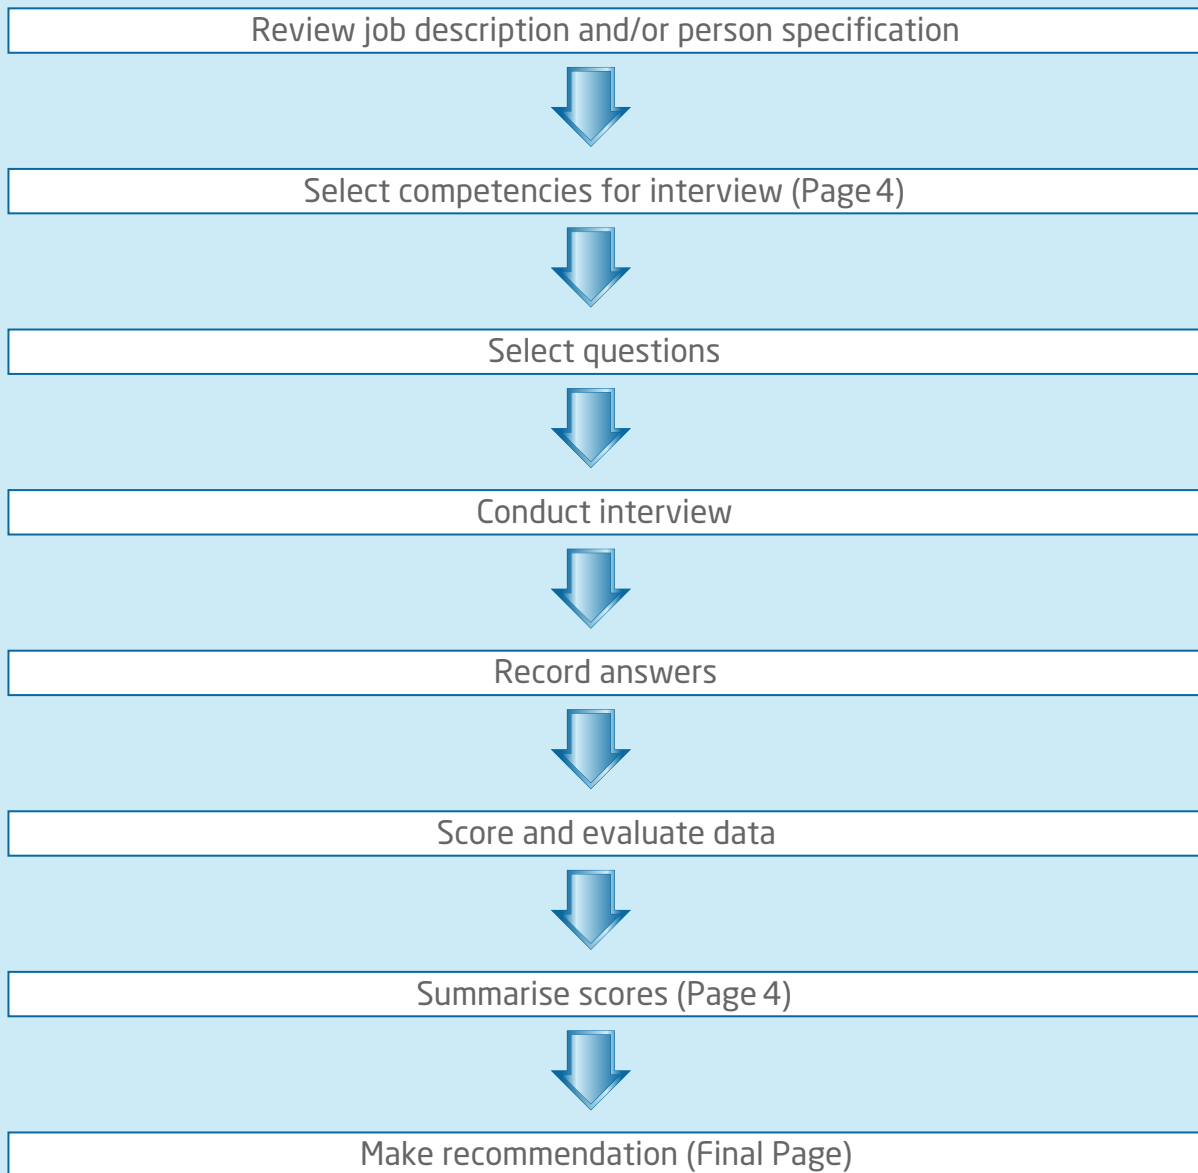 Review job description and/or person specification
Select competencies for interview (Page 4)
Select questions
Conduct interview
Record answers
Score and evaluate data
Summarise scores (Page 4)
Make recommendation (Final Page)